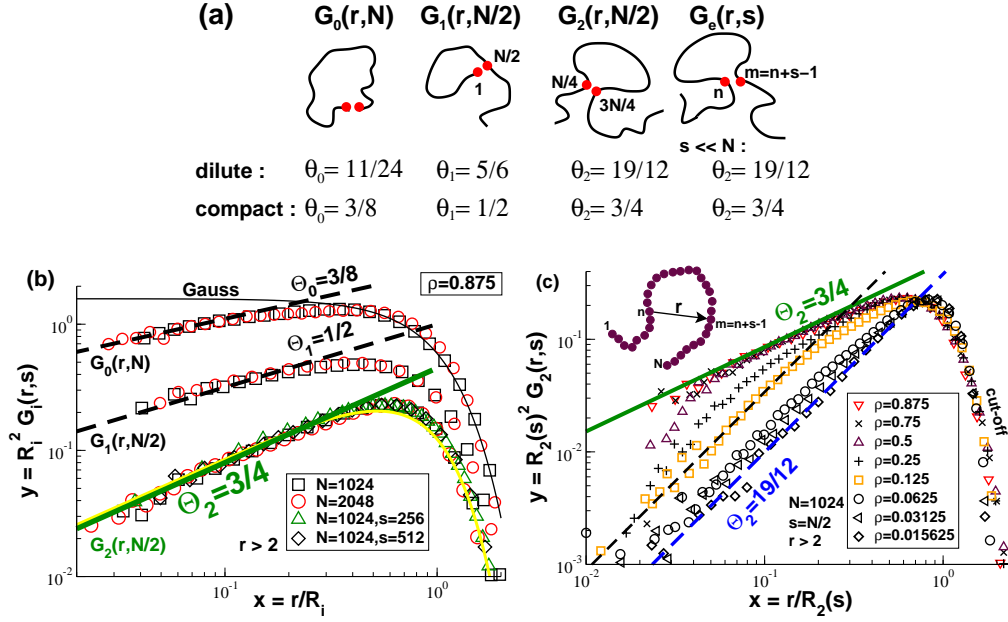 (a)
G₀(r,N) G₁(r,N/2) G₂(r,N/2) Gₑ(r,s)
N/2
1
N/4
3N/4
m=n+s−1
n
s << N :
dilute : θ₀= 11/24 θ₁= 5/6 θ₂= 19/12 θ₂= 19/12
compact : θ₀= 3/8 θ₁= 1/2 θ₂= 3/4 θ₂= 3/4
(b)
Gauss
Θ₀=3/8
ρ=0.875
10⁰
G₀(r,N)
Θ₁=1/2
G₁(r,N/2)
10⁻¹
Θ₂=3/4
G₂(r,N/2)
N=1024
N=2048
N=1024,s=256
N=1024,s=512
r > 2
10⁻²
10⁻¹ 10⁰
x = r/Rᵢ
y = Rᵢ² Gᵢ(r,s)
(c)
Θ₂=3/4
r
1
n
m=n+s−1
N
10⁻¹
10⁻²
10⁻³
Θ₂=19/12
cut−off
ρ=0.875
ρ=0.75
ρ=0.5
ρ=0.25
ρ=0.125
ρ=0.0625
ρ=0.03125
ρ=0.015625
N=1024
s=N/2
r > 2
10⁻² 10⁻¹ 10⁰
x = r/R₂(s)
y = R₂(s)² G₂(r,s)